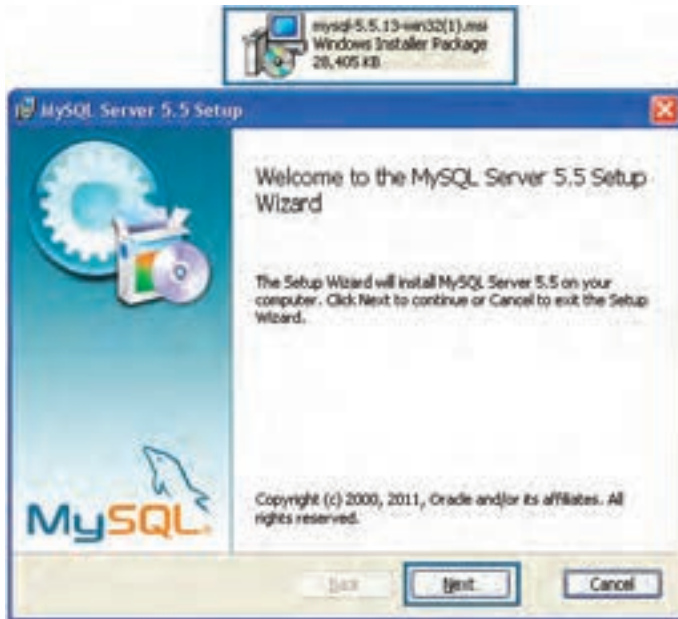 mysql-5.5.13-win32(1).msi
Windows Installer Package
28,405 KB
MySQL Server 5.5 Setup
Welcome to the MySQL Server 5.5 Setup
Wizard
The Setup Wizard will install MySQL Server 5.5 on your
computer. Click Next to continue or Cancel to exit the Setup
Wizard.
MySQL.
Copyright (c) 2000, 2011, Oracle and/or its affiliates. All
rights reserved.
Back
Next
Cancel